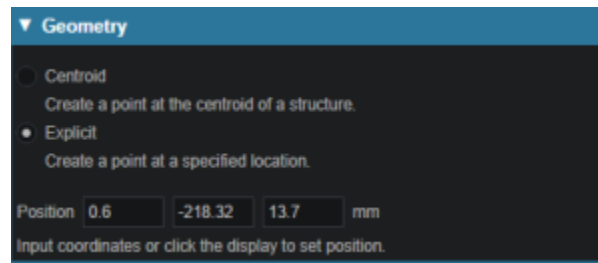 ▼ Geometry
Centroid
Create a point at the centroid of a structure.
Explicit
Create a point at a specified location.
Position 0.6 -218.32 13.7 mm
Input coordinates or click the display to set position.